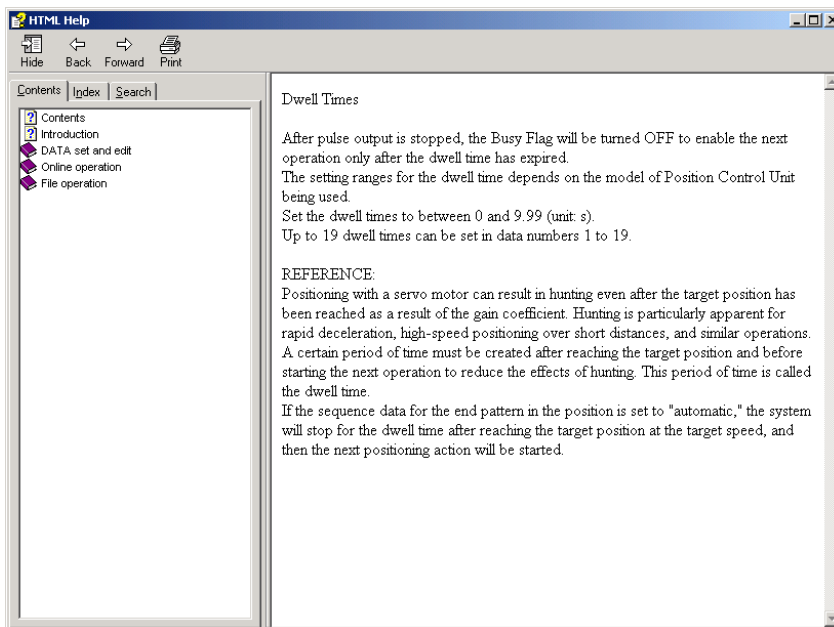 HTML Help
Hide Back Forward Print
Contents Index Search
Contents
Introduction
DATA set and edit
Online operation
File operation
Dwell Times
After pulse output is stopped, the Busy Flag will be turned OFF to enable the next
operation only after the dwell time has expired.
The setting ranges for the dwell time depends on the model of Position Control Unit
being used.
Set the dwell times to between 0 and 9.99 (unit: s).
Up to 19 dwell times can be set in data numbers 1 to 19.
REFERENCE:
Positioning with a servo motor can result in hunting even after the target position has
been reached as a result of the gain coefficient. Hunting is particularly apparent for
rapid deceleration, high-speed positioning over short distances, and similar operations.
A certain period of time must be created after reaching the target position and before
starting the next operation to reduce the effects of hunting. This period of time is called
the dwell time.
If the sequence data for the end pattern in the position is set to "automatic," the system
will stop for the dwell time after reaching the target position at the target speed, and
then the next positioning action will be started.